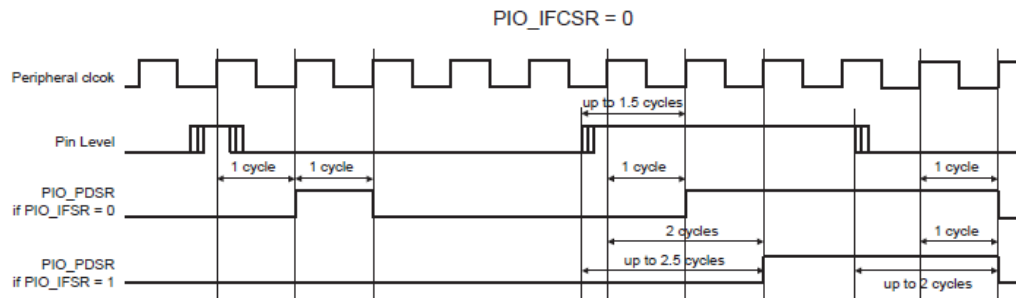 PIO_IFCSR = 0
Peripheral clcok
up to 1.5 cycles
Pin Level
1 cycle 1 cycle 1 cycle 1 cycle
PIO_PDSR
if PIO_IFSR = 0
2 cycles 1 cycle
PIO_PDSR
if PIO_IFSR = 1
up to 2.5 cycles up to 2 cycles